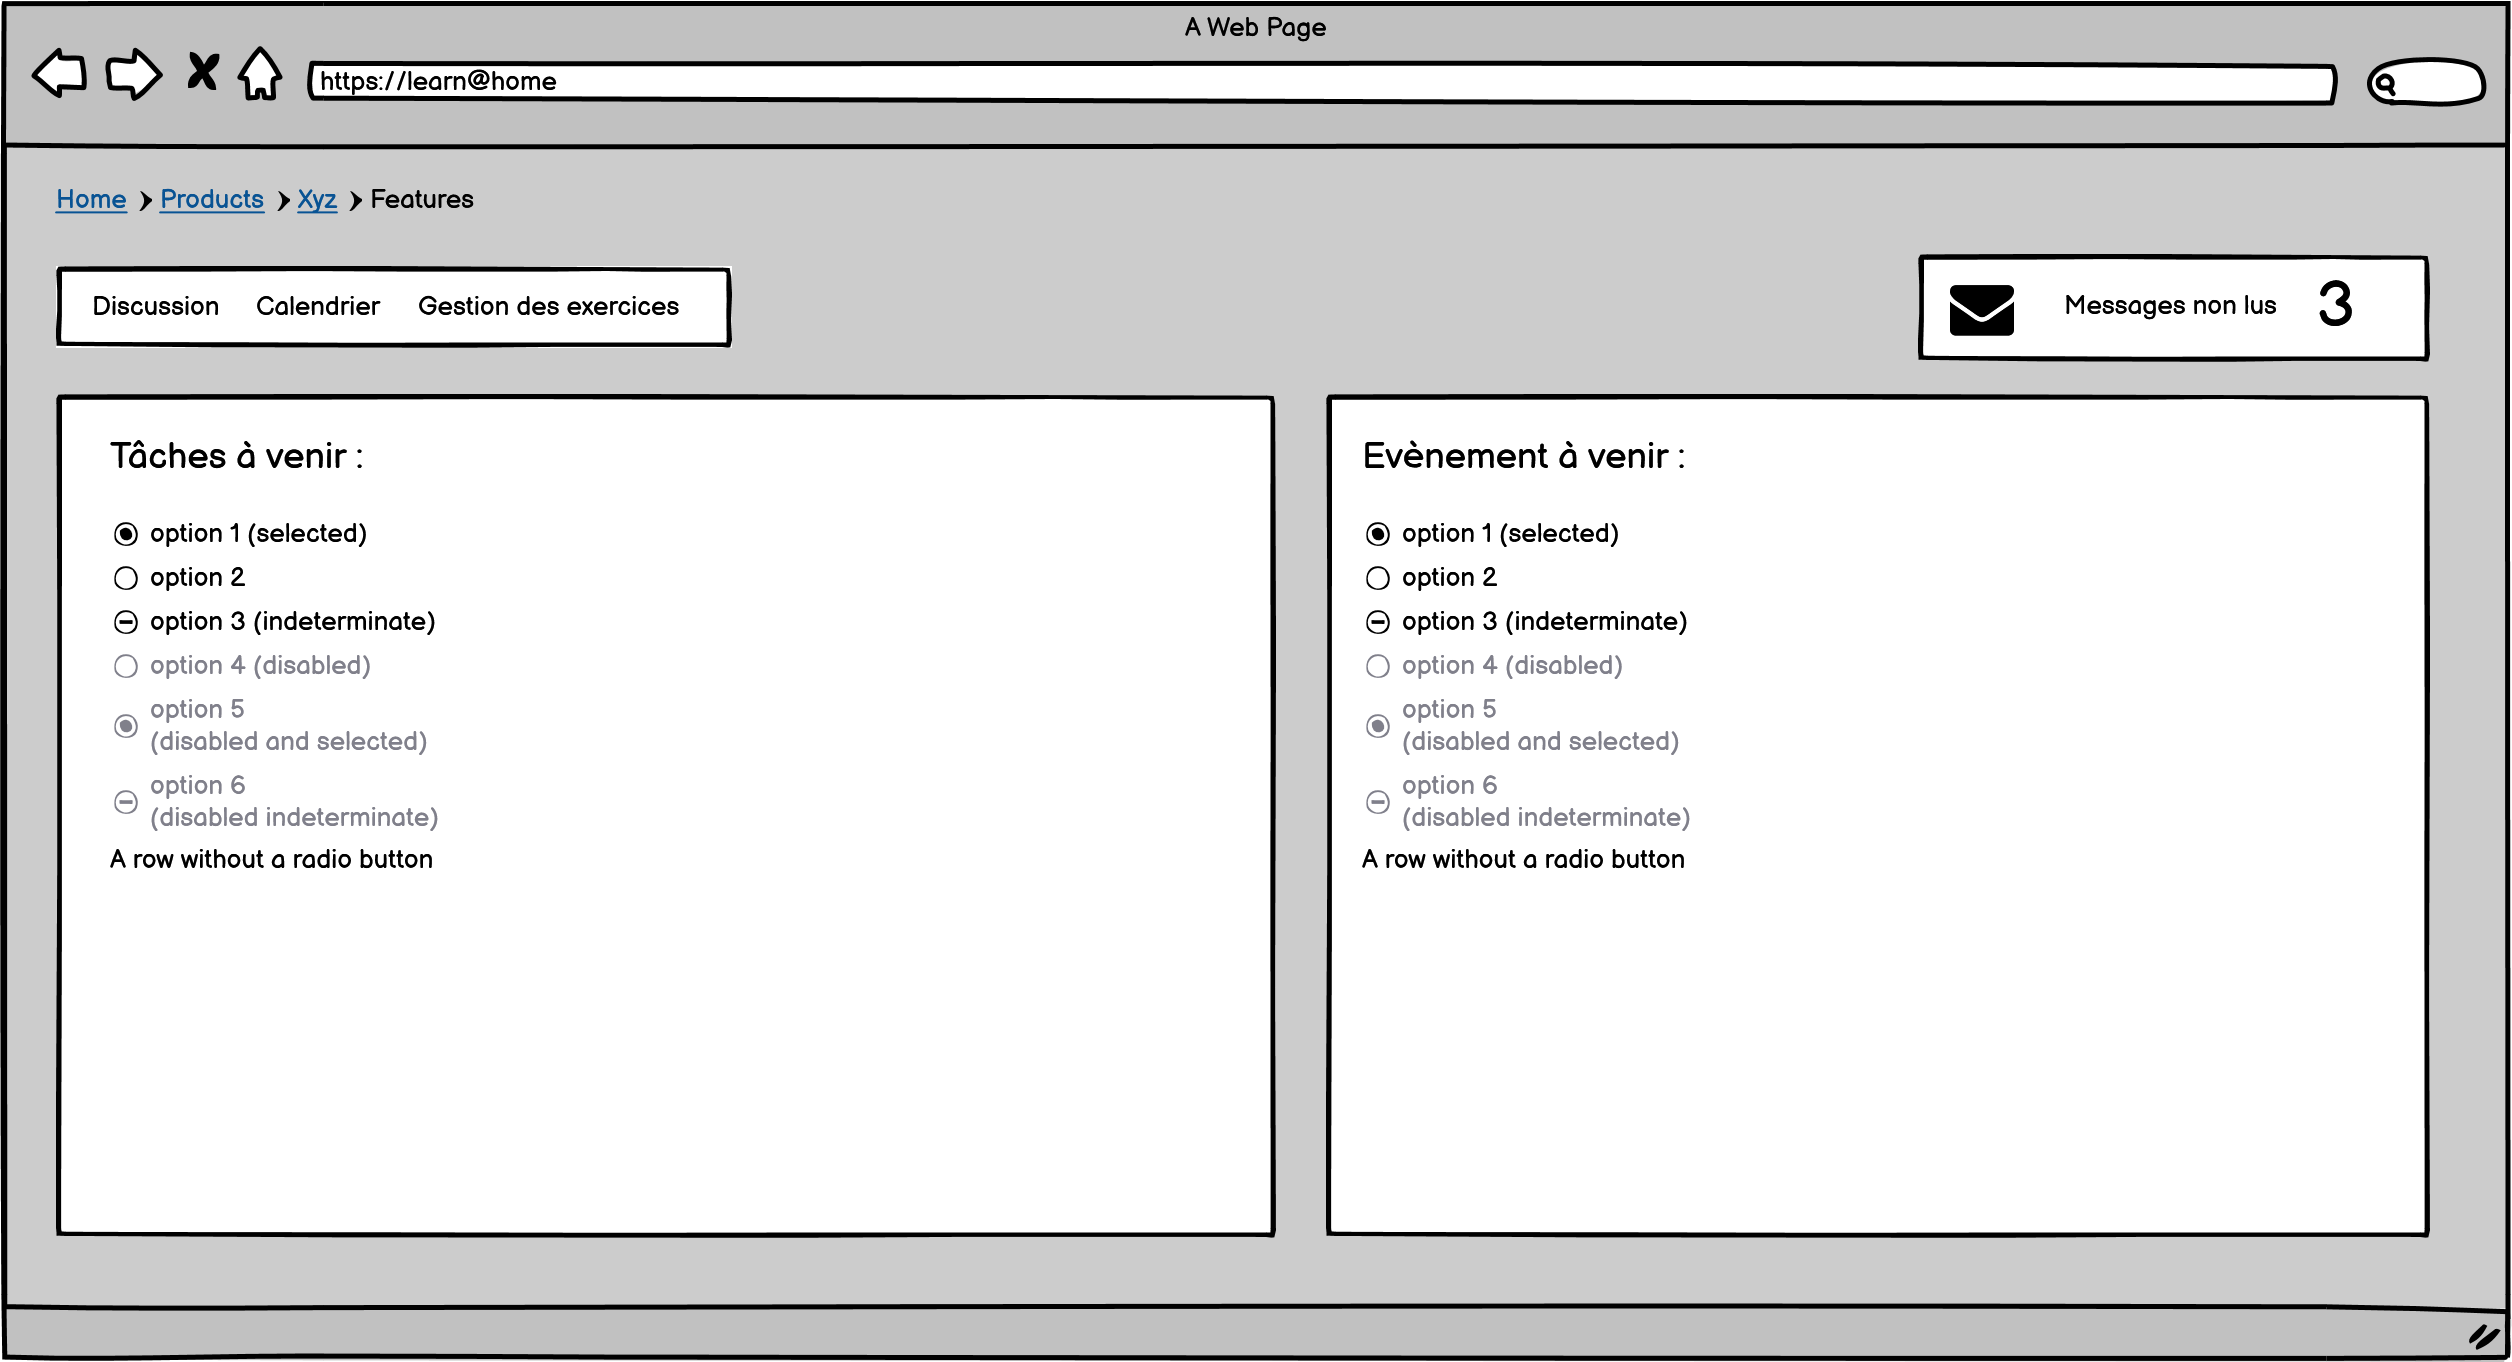 A Web Page
https://learn@home
Home Products Xyz Features
Discussion Calendrier Gestion des exercices
Messages non lus 3
Tâches à venir :
option 1 (selected)
option 2
option 3 (indeterminate)
option 4 (disabled)
option 5
(disabled and selected)
option 6
(disabled indeterminate)
A row without a radio button
Evènement à venir :
option 1 (selected)
option 2
option 3 (indeterminate)
option 4 (disabled)
option 5
(disabled and selected)
option 6
(disabled indeterminate)
A row without a radio button